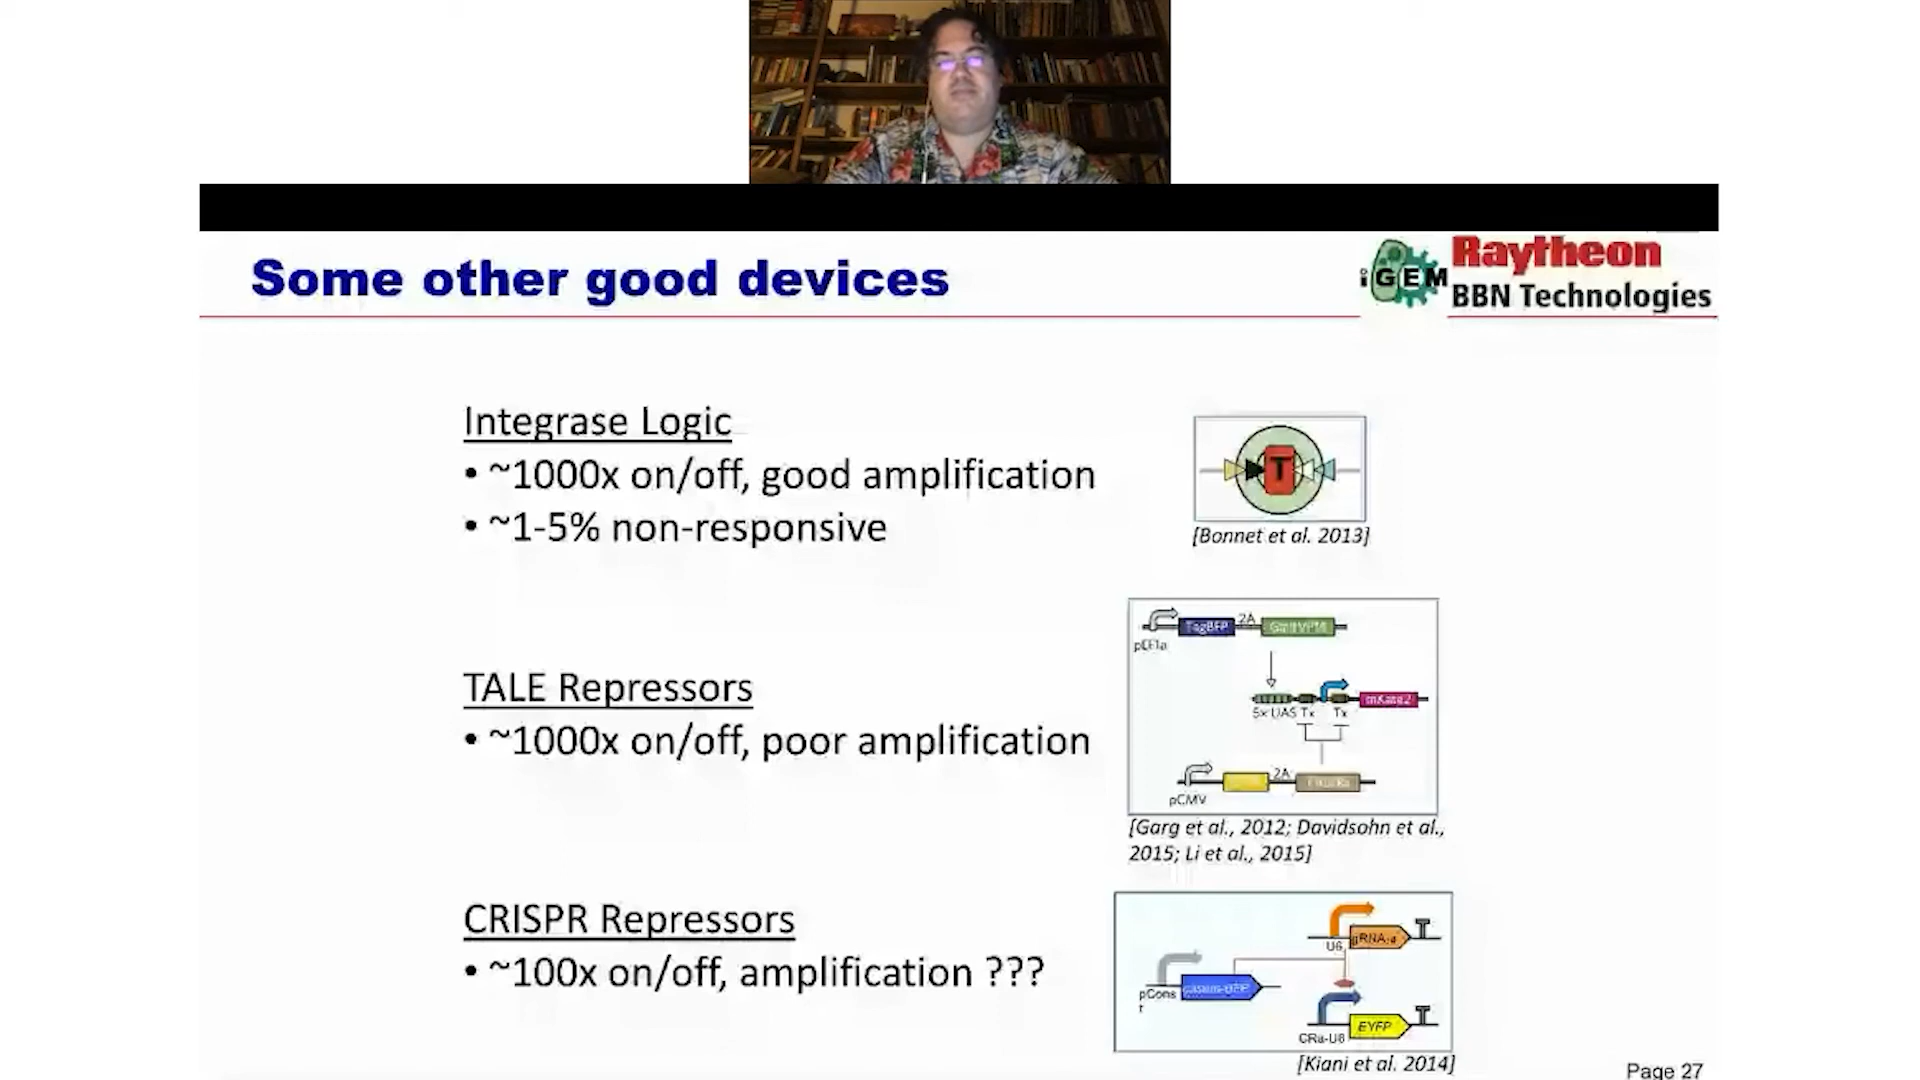 Some other good devices
iGEM
Raytheon
BBN Technologies
Integrase Logic
• ~1000x on/off, good amplification
• ~1-5% non-responsive
T
[Bonnet et al. 2013]
TALE Repressors
• ~1000x on/off, poor amplification
TagBFP 2A
pEF1a
5x UAS Tx Tx
mKate2
2A
pCMV
[Garg et al., 2012; Davidsohn et al.,
2015; Li et al., 2015]
CRISPR Repressors
• ~100x on/off, amplification ???
U6 gRNA-a
pCons
t
CRa-U6 EYFP
[Kiani et al. 2014]
Page 27